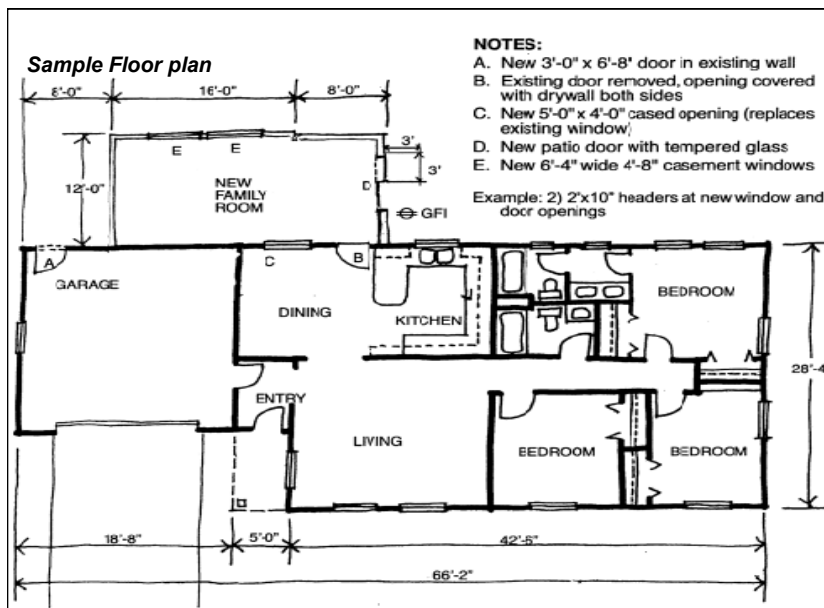 Sample Floor plan
NOTES:
A. New 3'-0" x 6'-8" door in existing wall
B. Existing door removed, opening covered
with drywall both sides
C. New 5'-0" x 4'-0" cased opening (replaces
existing window)
D. New patio door with tempered glass
E. New 6'-4" wide 4'-8" casement windows
Example: 2) 2'x10" headers at new window and
door openings
8'-0" 16'-0" 8'-0"
E E
3'
3'
12'-0"
NEW
FAMILY
ROOM
D
GFI
A
C
B
GARAGE
BEDROOM
DINING
KITCHEN
28'-4
ENTRY
LIVING
BEDROOM
BEDROOM
18'-8" 5'-0" 42'-6"
66'-2"